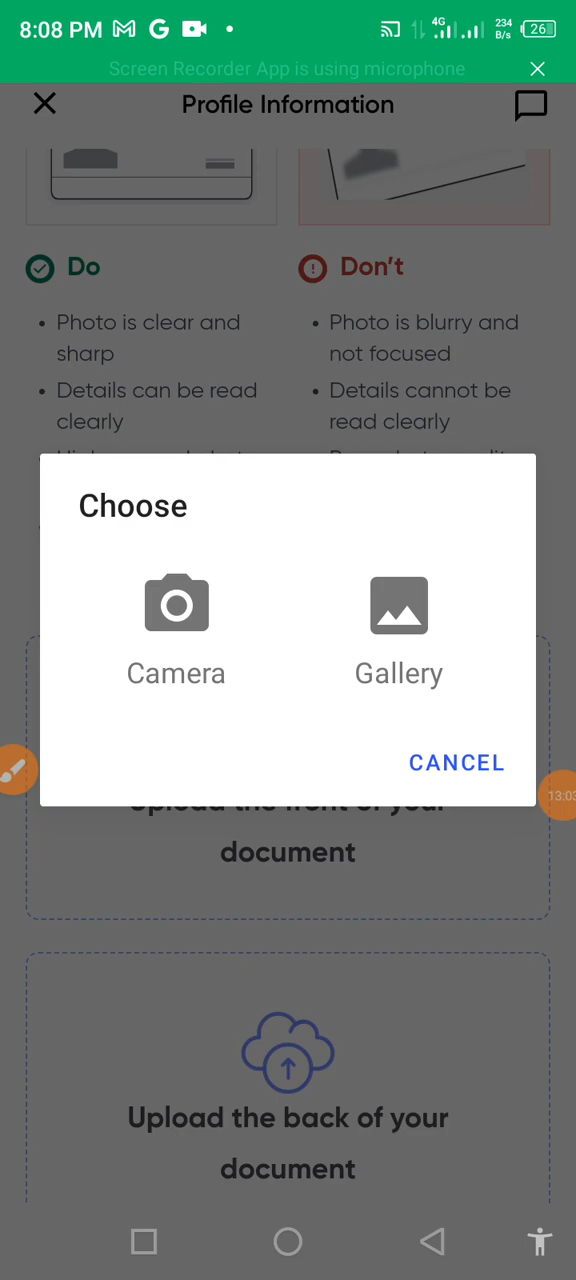 8:08 PM
4G
234
B/s
26
Screen Recorder App is using microphone
Profile Information
Do
Don't
• Photo is clear and
sharp
• Details can be read
clearly
• Photo is blurry and
not focused
• Details cannot be
read clearly
Choose
Camera
Gallery
CANCEL
13:03
Upload the front of your
document
Upload the back of your
document